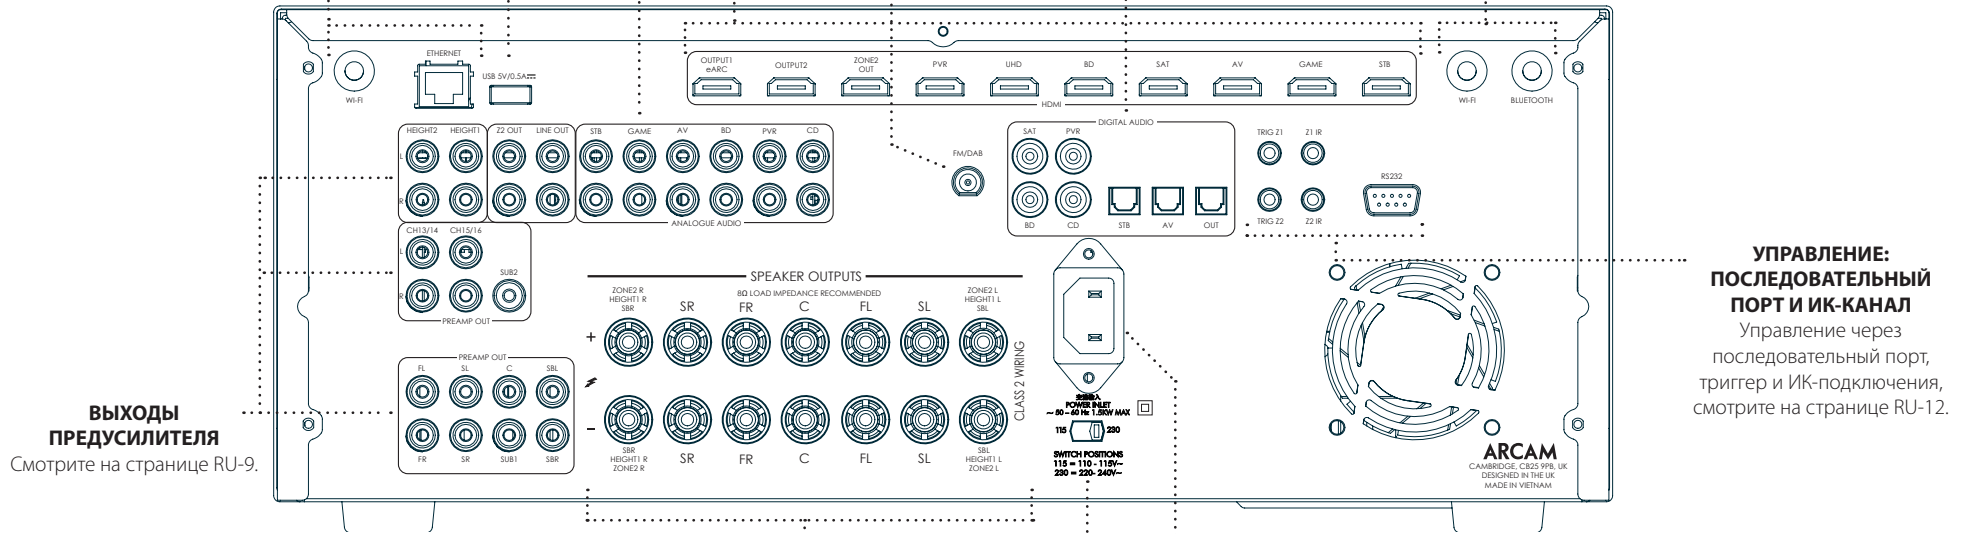 ETHERNET
USB 5V/0.5A
WI-FI
OUTPUT1
eARC
OUTPUT2
ZONE2
OUT
PVR
UHD
BD
SAT
AV
GAME
STB
HDMI
WI-FI
BLUETOOTH
HEIGHT2
HEIGHT1
Z2 OUT
LINE OUT
STB
GAME
AV
BD
PVR
CD
L
R
ANALOGUE AUDIO
FM/DAB
DIGITAL AUDIO
SAT
PVR
BD
CD
STB
AV
OUT
TRIG Z1
Z1 IR
TRIG Z2
Z2 IR
RS232
CH13/14
CH15/16
L
R
SUB2
PREAMP OUT
PREAMP OUT
FL
SL
C
SBL
FR
SR
SUB1
SBR
SPEAKER OUTPUTS
8Ω LOAD IMPEDANCE RECOMMENDED
ZONE2 R
HEIGHT1 R
SBR
SR
FR
C
FL
SL
ZONE2 L
HEIGHT1 L
SBL
+
–
SBR
HEIGHT1 R
ZONE2 R
SR
FR
C
FL
SL
SBL
HEIGHT1 L
ZONE2 L
CLASS 2 WIRING
POWER INLET
~ 50 – 60 Hz 1.5KW MAX
115
230
SWITCH POSITIONS
115 = 110 - 115V~
230 = 220- 240V~
ARCAM
CAMBRIDGE, CB25 9PB, UK
DESIGNED IN THE UK
MADE IN VIETNAM
ВЫХОДЫ
ПРЕДУСИЛИТЕЛЯ
Смотрите на странице RU-9.
УПРАВЛЕНИЕ:
ПОСЛЕДОВАТЕЛЬНЫЙ
ПОРТ И ИК-КАНАЛ
Управление через
последовательный порт,
триггер и ИК-подключения,
смотрите на странице RU-12.